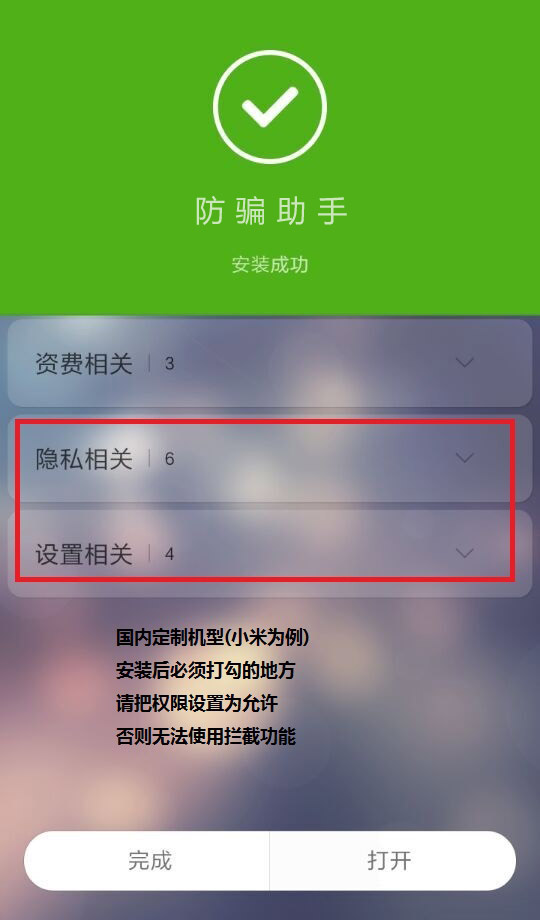 防骗助手
安装成功
资费相关 | 3
隐私相关 | 6
设置相关 | 4
国内定制机型(小米为例)
安装后必须打勾的地方
请把权限设置为允许
否则无法使用拦截功能
完成 打开